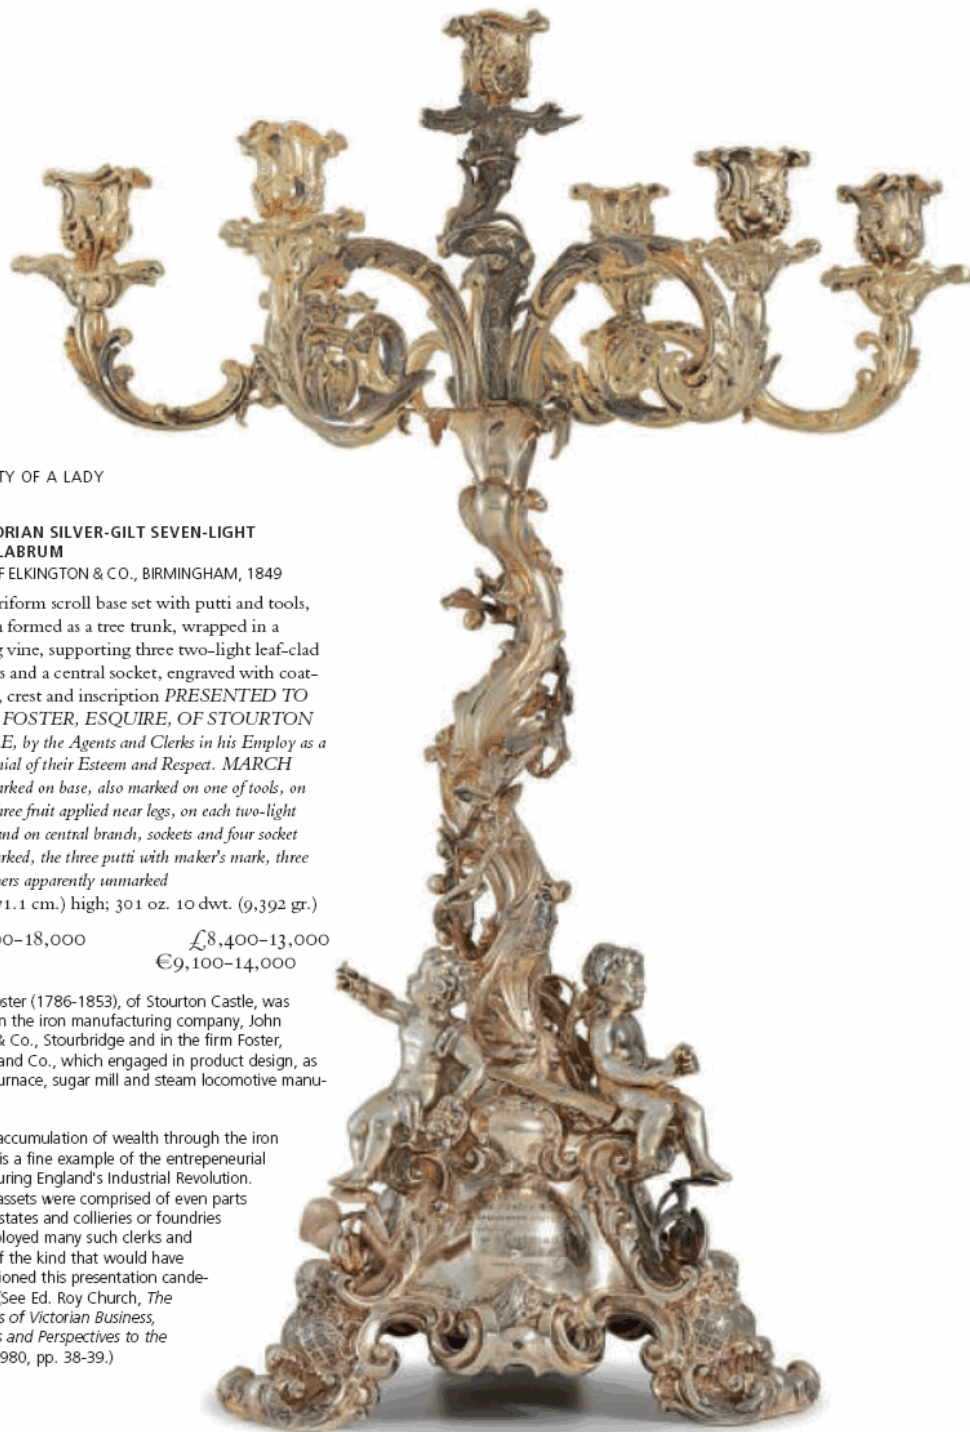 TY OF A LADY
ORIAN SILVER-GILT SEVEN-LIGHT
LABRUM
F ELKINGTON & CO., BIRMINGHAM, 1849
riform scroll base set with putti and tools,
n formed as a tree trunk, wrapped in a
g vine, supporting three two-light leaf-clad
s and a central socket, engraved with coat-
, crest and inscription PRESENTED TO
FOSTER, ESQUIRE, OF STOURTON
E, by the Agents and Clerks in his Employ as a
nial of their Esteem and Respect. MARCH
arked on base, also marked on one of tools, on
hree fruit applied near legs, on each two-light
and on central branch, sockets and four socket
rked, the three putti with maker's mark, three
ners apparently unmarked
71.1 cm.) high; 301 oz. 10 dwt. (9,392 gr.)
00-18,000 £8,400-13,000
€9,100-14,000
oster (1786-1853), of Stourton Castle, was
n the iron manufacturing company, John
& Co., Stourbridge and in the firm Foster,
and Co., which engaged in product design, as
urnace, sugar mill and steam locomotive manu-
accumulation of wealth through the iron
is a fine example of the entrepeneurial
uring England's Industrial Revolution.
assets were comprised of even parts
states and collieries or foundries
ployed many such clerks and
f the kind that would have
ioned this presentation cande-
(See Ed. Roy Church, The
s of Victorian Business,
s and Perspectives to the
980, pp. 38-39.)